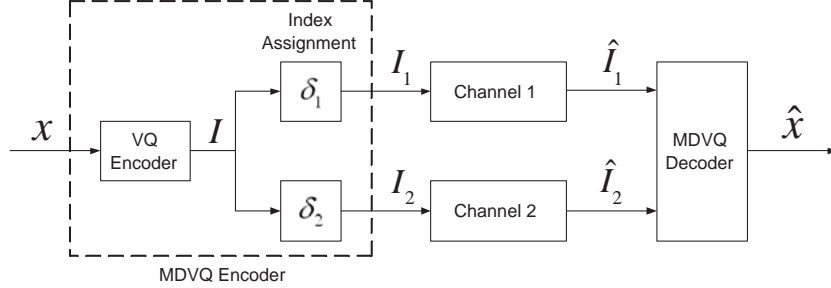 Index
Assignment
x
VQ
Encoder
I
δ₁
I₁
Channel 1
Î₁
δ₂
I₂
Channel 2
Î₂
MDVQ
Decoder
x̂
MDVQ Encoder